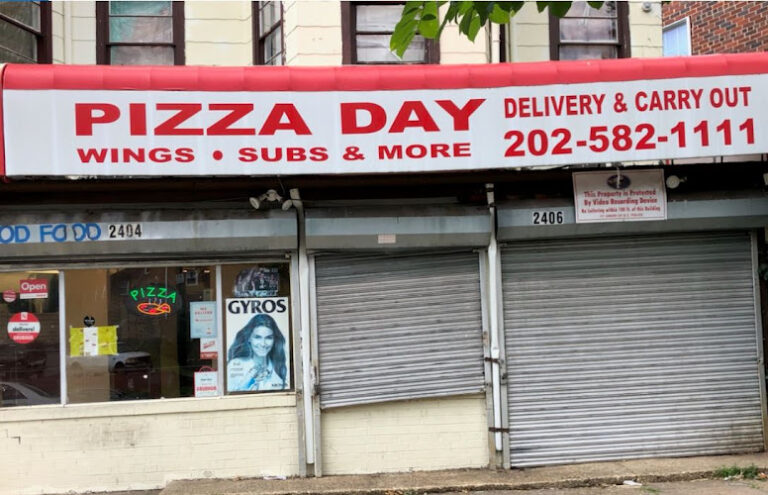 PIZZA DAY
WINGS • SUBS & MORE
DELIVERY & CARRY OUT
202-582-1111
This Property is Protected
By Video Recording Device
OD FOOD 2404
2406
Open
PIZZA
delivers!
GYROS